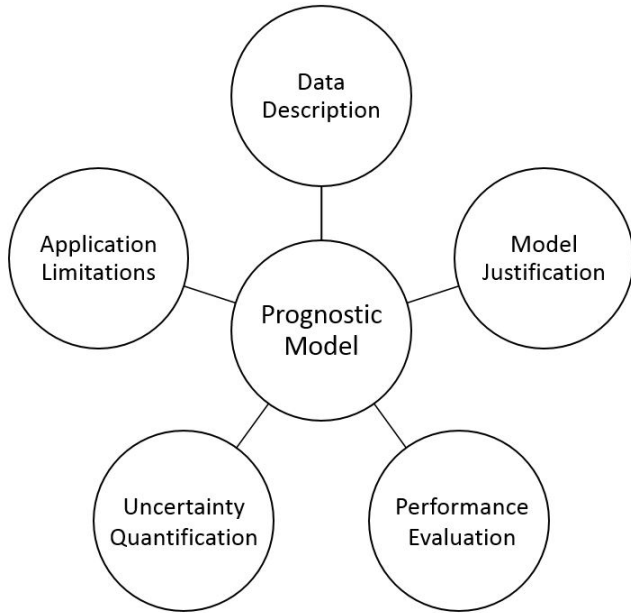 Data
Description
Application
Limitations
Model
Justification
Prognostic
Model
Uncertainty
Quantification
Performance
Evaluation